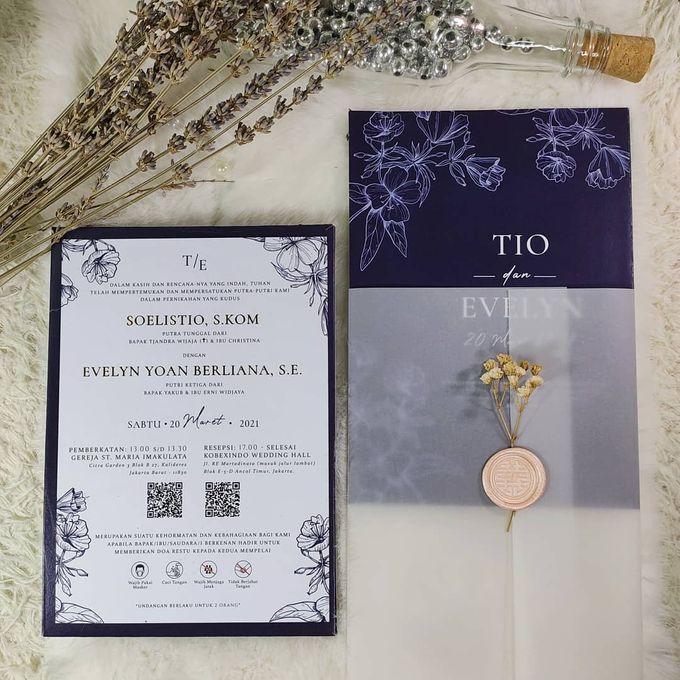 T/E
DALAM KASIH DAN RENCANA-NYA YANG INDAH, TUHAN
TELAH MEMPERTEMUKAN DAN MEMPERSATUKAN PUTRA-PUTRI KAMI
DALAM PERNIKAHAN YANG KUDUS
SOELISTIO, S.KOM
PUTRA TUNGGAL DARI
BAPAK TJANDRA WIJAJA (✝) & IBU CHRISTINA
DENGAN
EVELYN YOAN BERLIANA, S.E.
PUTRI KETIGA DARI
BAPAK YAKUB & IBU ERNI WIDJAYA
SABTU • 20 Maret • 2021
PEMBERKATAN: 13.00 S/D 13.30
GEREJA ST. MARIA IMAKULATA
Citra Garden 3 Blok B 27, Kalideres
Jakarta Barat - 11830
RESEPSI: 17.00 - SELESAI
KOBEXINDO WEDDING HALL
Jl. RE Martadinata (masuk jalur lambat)
Blok E-5-D Ancol Timur, Jakarta.
MERUPAKAN SUATU KEHORMATAN DAN KEBAHAGIAAN BAGI KAMI
APABILA BAPAK/IBU/SAUDARA/I BERKENAN HADIR UNTUK
MEMBERIKAN DOA RESTU KEPADA KEDUA MEMPELAI
Wajib Pakai
Masker
Cuci Tangan
Wajib Menjaga
Jarak
Tidak Berjabat
Tangan
*UNDANGAN BERLAKU UNTUK 2 ORANG*
TIO
dan
EVELYN
20